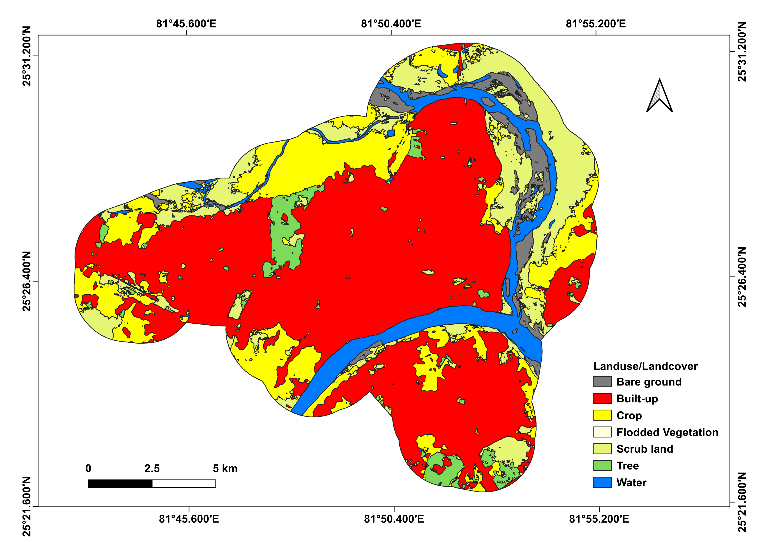 81°45.600'E 81°50.400'E 81°55.200'E
25°31.200'N 25°31.200'N
25°26.400'N 25°26.400'N
Landuse/Landcover
Bare ground
Built-up
Crop
Flodded Vegetation
Scrub land
Tree
Water
0 2.5 5 km
25°21.600'N 25°21.600'N
81°45.600'E 81°50.400'E 81°55.200'E